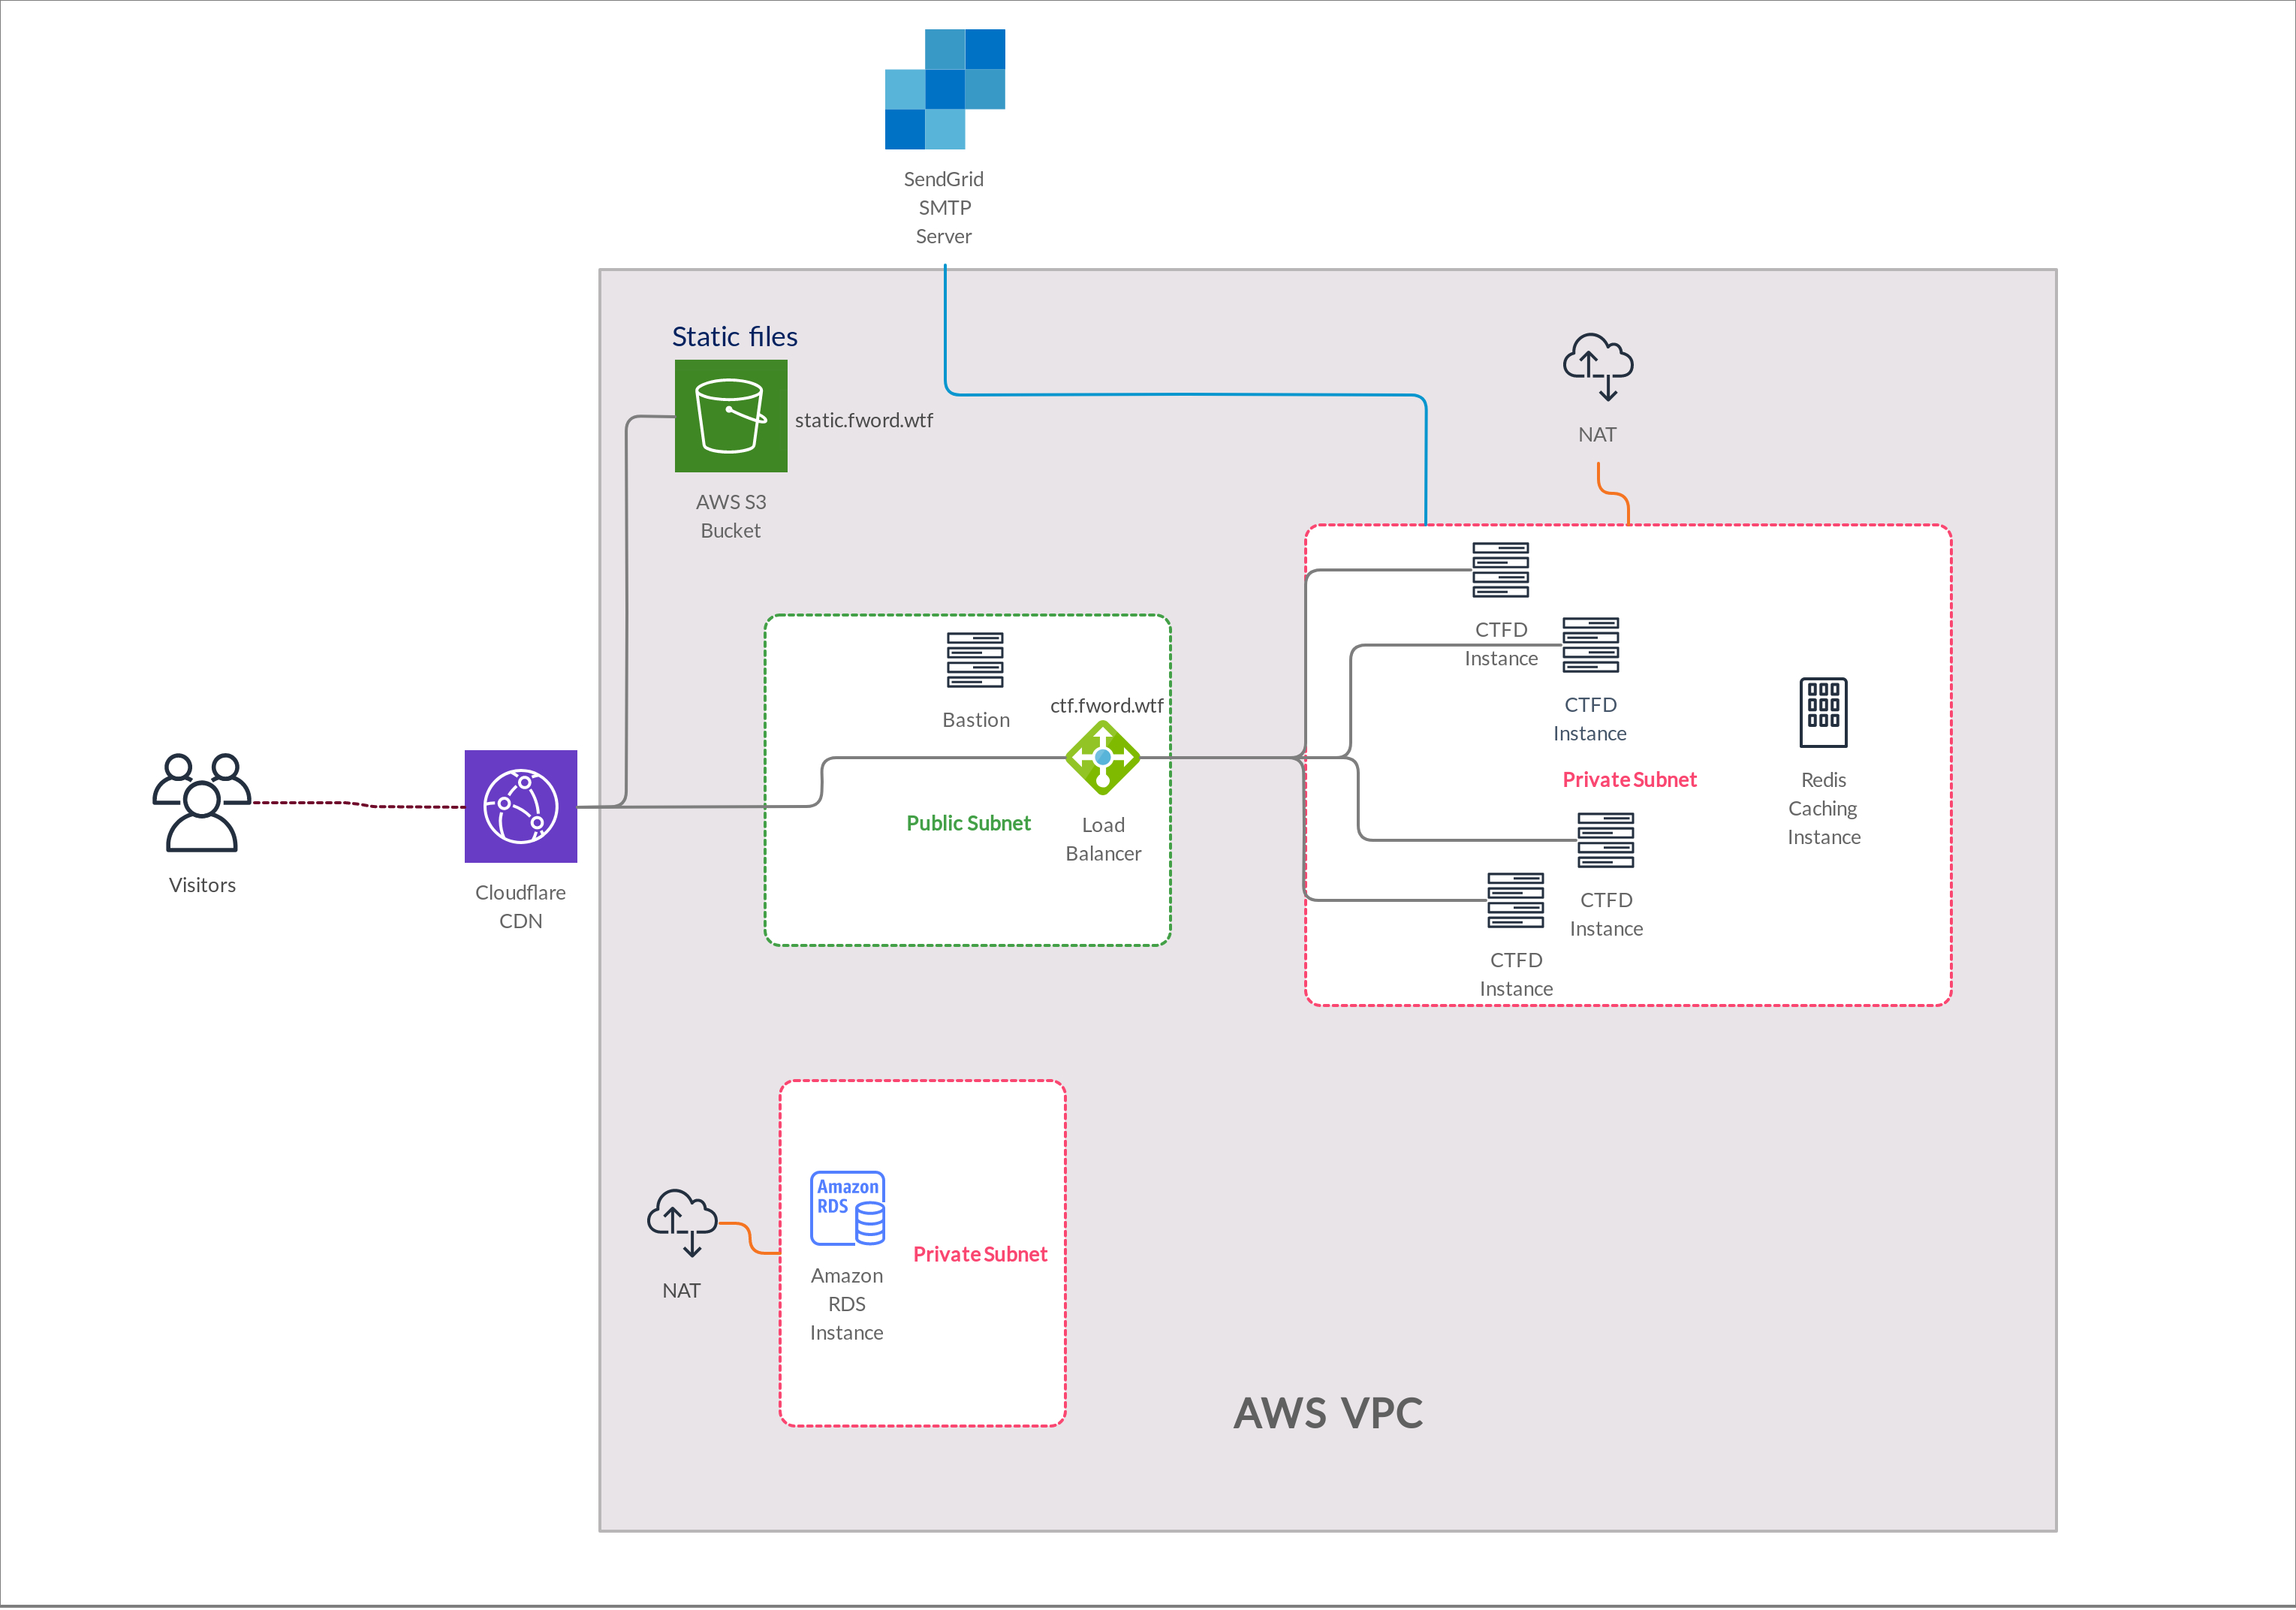 SendGrid
SMTP
Server
Static files
static.fword.wtf
AWS S3
Bucket
NAT
CTFD
Instance
CTFD
Instance
Bastion
ctf.fword.wtf
Public Subnet
Load
Balancer
Private Subnet
Redis
Caching
Instance
Visitors
Cloudflare
CDN
CTFD
Instance
CTFD
Instance
Amazon
RDS
Private Subnet
Amazon
RDS
Instance
NAT
AWS VPC